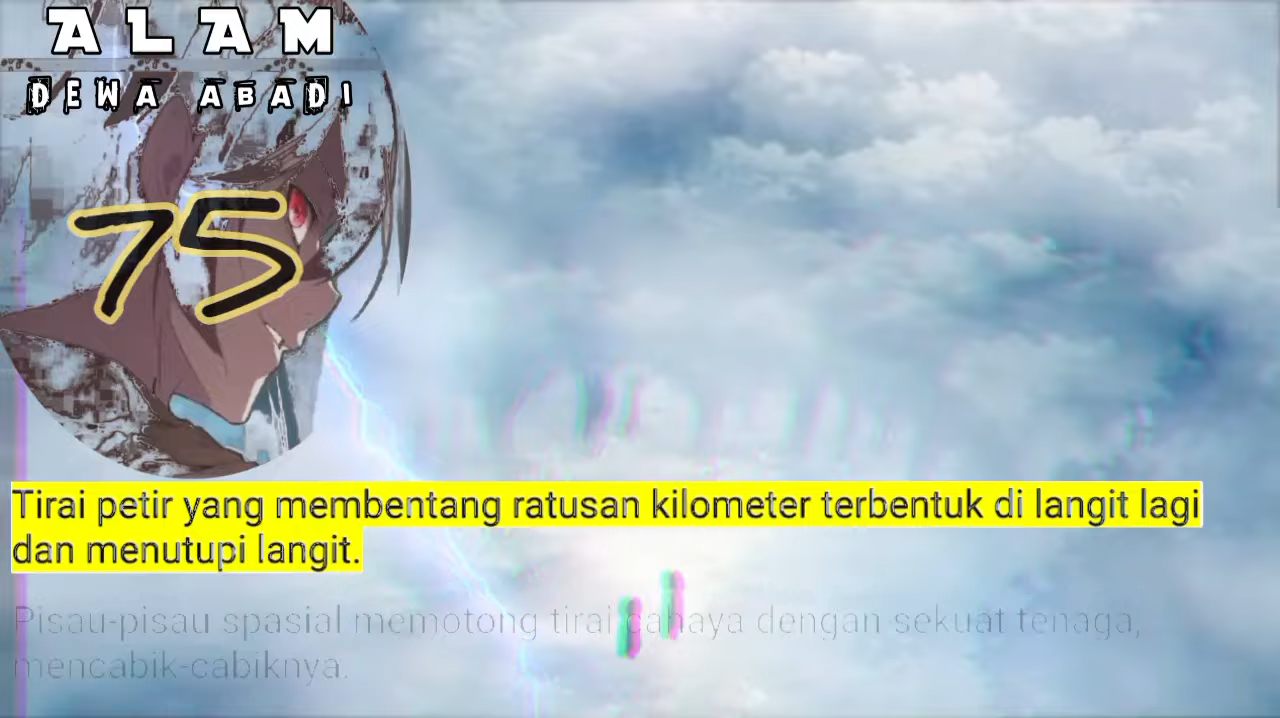 ALAM
DEWA ABADI
75
Tirai petir yang membentang ratusan kilometer terbentuk di langit lagi
dan menutupi langit.
Pisau-pisau spasial memotong tirai cahaya dengan sekuat tenaga,
mencabik-cabiknya.